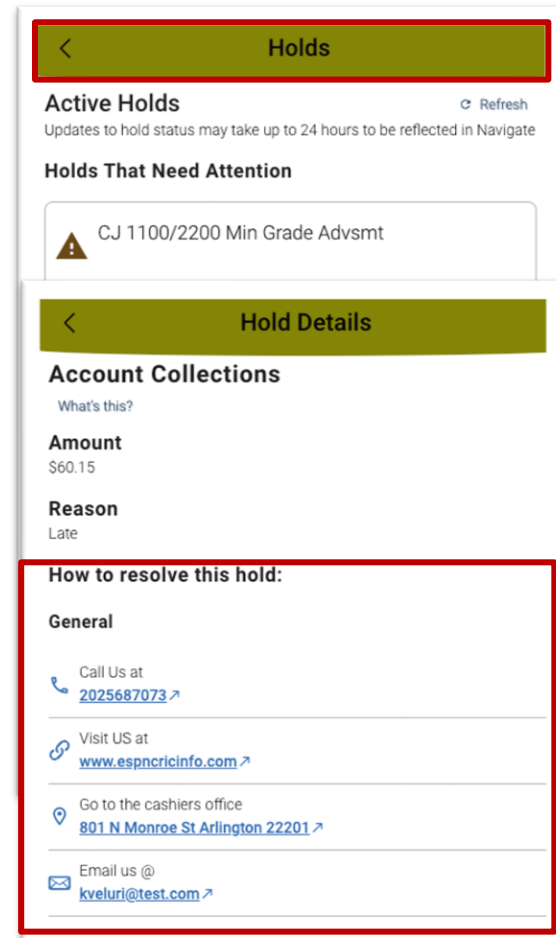 Holds
Active Holds
Refresh
Updates to hold status may take up to 24 hours to be reflected in Navigate
Holds That Need Attention
CJ 1100/2200 Min Grade Advsmt
Hold Details
Account Collections
What's this?
Amount
$60.15
Reason
Late
How to resolve this hold:
General
Call Us at
2025687073
Visit US at
www.espncricinfo.com
Go to the cashiers office
801 N Monroe St Arlington 22201
Email us @
kveluri@test.com